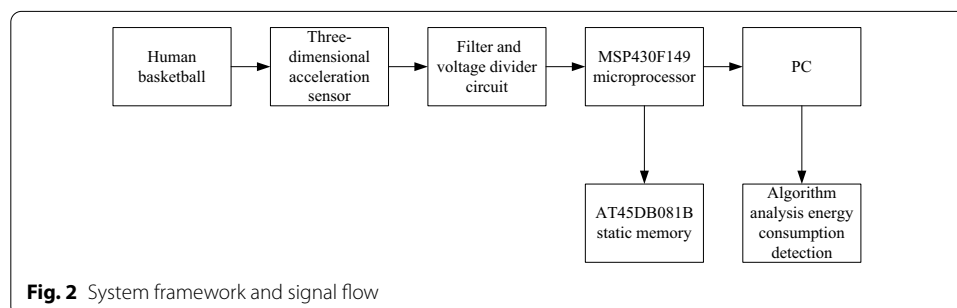 Human
basketball
Three-
dimensional
acceleration
sensor
Filter and
voltage divider
circuit
MSP430F149
microprocessor
PC
AT45DB081B
static memory
Algorithm
analysis energy
consumption
detection
Fig. 2 System framework and signal flow